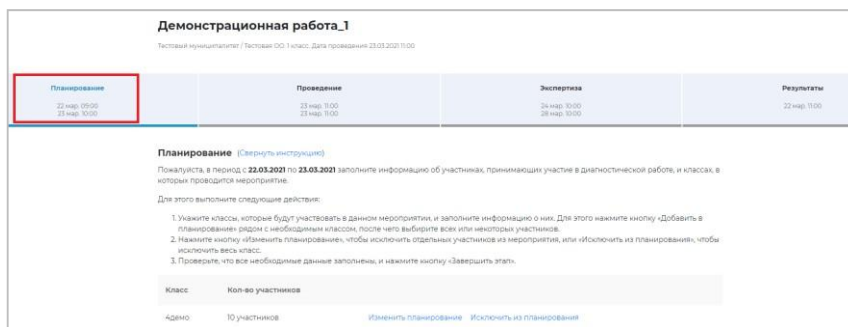 Демонстрационная работа_1
Тестовый муниципалитет / Тестовая ОО. 1 класс. Дата проведения 23.03.2021 11:00
Планирование
22 мар. 09:00
23 мар. 10:00
Проведение
23 мар. 11:00
23 мар. 11:00
Экспертиза
24 мар. 10:00
28 мар. 10:00
Результаты
22 мар. 11:00
Планирование (Свернуть инструкцию)
Пожалуйста, в период с 22.03.2021 по 23.03.2021 заполните информацию об участниках, принимающих участие в диагностической работе, и классах, в
которых проводится мероприятие.
Для этого выполните следующие действия:
1. Укажите классы, которые будут участвовать в данном мероприятии, и заполните информацию о них. Для этого нажмите кнопку «Добавить в
планирование» рядом с необходимым классом, после чего выбирите всех или некоторых участников.
2. Нажмите кнопку «Изменить планирование», чтобы исключить отдельных участников из мероприятия, или «Исключить из планирования», чтобы
исключить весь класс.
3. Проверьте, что все необходимые данные заполнены, и нажмите кнопку «Завершить этап».
Класс Кол-во участников
4демо 10 участников Изменить планирование Исключить из планирования